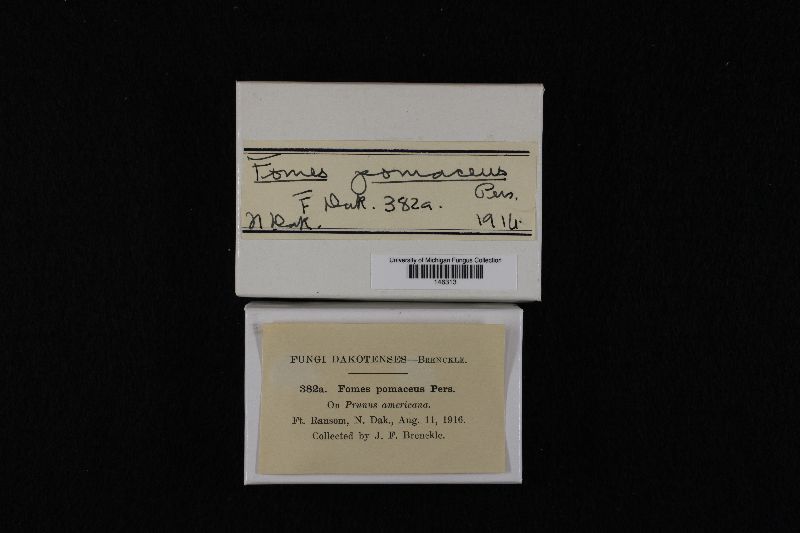 Fomes pomaceus
Pers.
F Dak. 382a.
N Dak. 1916
University of Michigan Fungus Collection
146313
FUNGI DAKOTENSES—BRENCKLE.
382a. Fomes pomaceus Pers.
On Prunus americana.
Ft. Ransom, N. Dak., Aug. 11, 1916.
Collected by J. F. Brenckle.